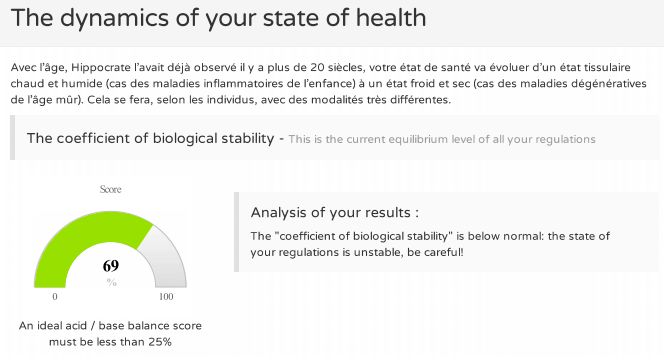 The dynamics of your state of health
Avec l'âge, Hippocrate l'avait déjà observé il y a plus de 20 siècles, votre état de santé va évoluer d'un état tissulaire
chaud et humide (cas des maladies inflammatoires de l'enfance) à un état froid et sec (cas des maladies dégénératives
de l'âge mûr). Cela se fera, selon les individus, avec des modalités très différentes.
The coefficient of biological stability - This is the current equilibrium level of all your regulations
Score
69
%
0 100
An ideal acid / base balance score
must be less than 25%
Analysis of your results :
The "coefficient of biological stability" is below normal: the state of
your regulations is unstable, be careful!